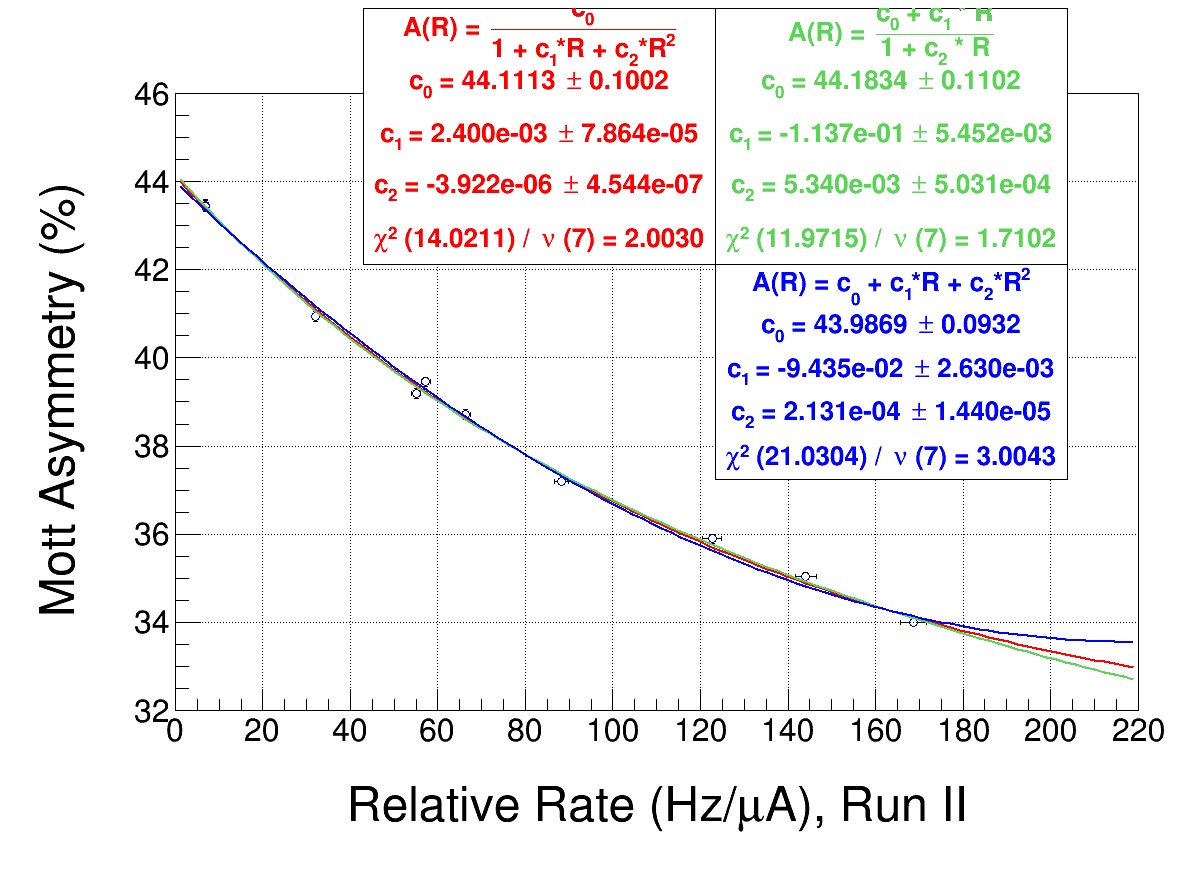 A(R) = c₀ / (1 + c₁*R + c₂*R²)
c₀ = 44.1113 ± 0.1002
c₁ = 2.400e-03 ± 7.864e-05
c₂ = -3.922e-06 ± 4.544e-07
χ² (14.0211) / ν (7) = 2.0030
A(R) = (c₀ + c₁ * R) / (1 + c₂ * R)
c₀ = 44.1834 ± 0.1102
c₁ = -1.137e-01 ± 5.452e-03
c₂ = 5.340e-03 ± 5.031e-04
χ² (11.9715) / ν (7) = 1.7102
A(R) = c₀ + c₁*R + c₂*R²
c₀ = 43.9869 ± 0.0932
c₁ = -9.435e-02 ± 2.630e-03
c₂ = 2.131e-04 ± 1.440e-05
χ² (21.0304) / ν (7) = 3.0043
Mott Asymmetry (%)
46
44
42
40
38
36
34
32
0 20 40 60 80 100 120 140 160 180 200 220
Relative Rate (Hz/μA), Run II